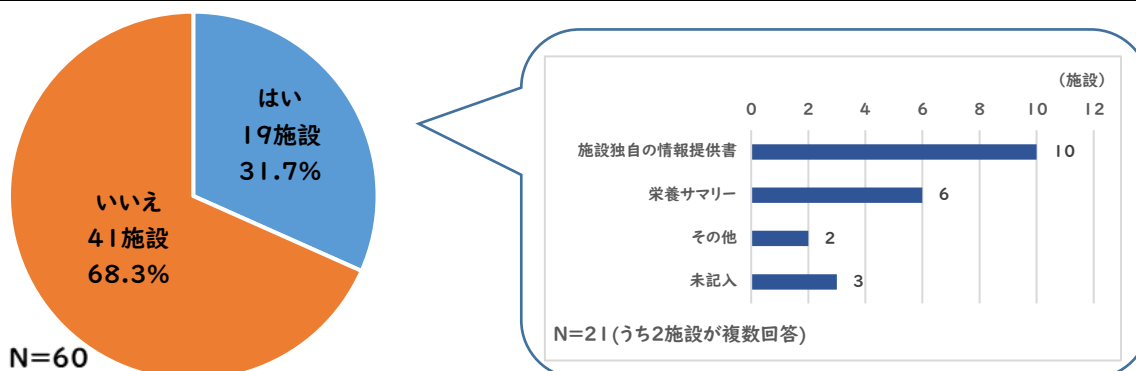 はい
19施設
31.7%
いいえ
41施設
68.3%
N=60
(施設)
0 2 4 6 8 10 12
施設独自の情報提供書 10
栄養サマリー 6
その他 2
未記入 3
N=21(うち2施設が複数回答)